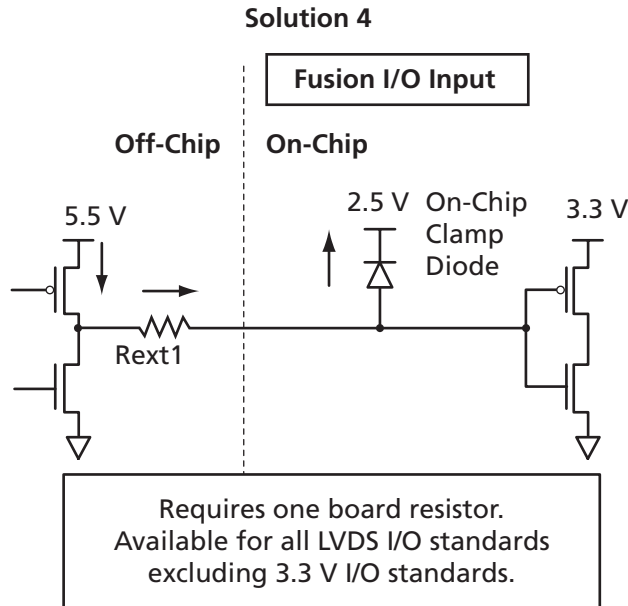 Solution 4
Fusion I/O Input
Off-Chip
On-Chip
5.5 V
2.5 V
On-Chip
Clamp
Diode
3.3 V
Rext1
Requires one board resistor.
Available for all LVDS I/O standards
excluding 3.3 V I/O standards.